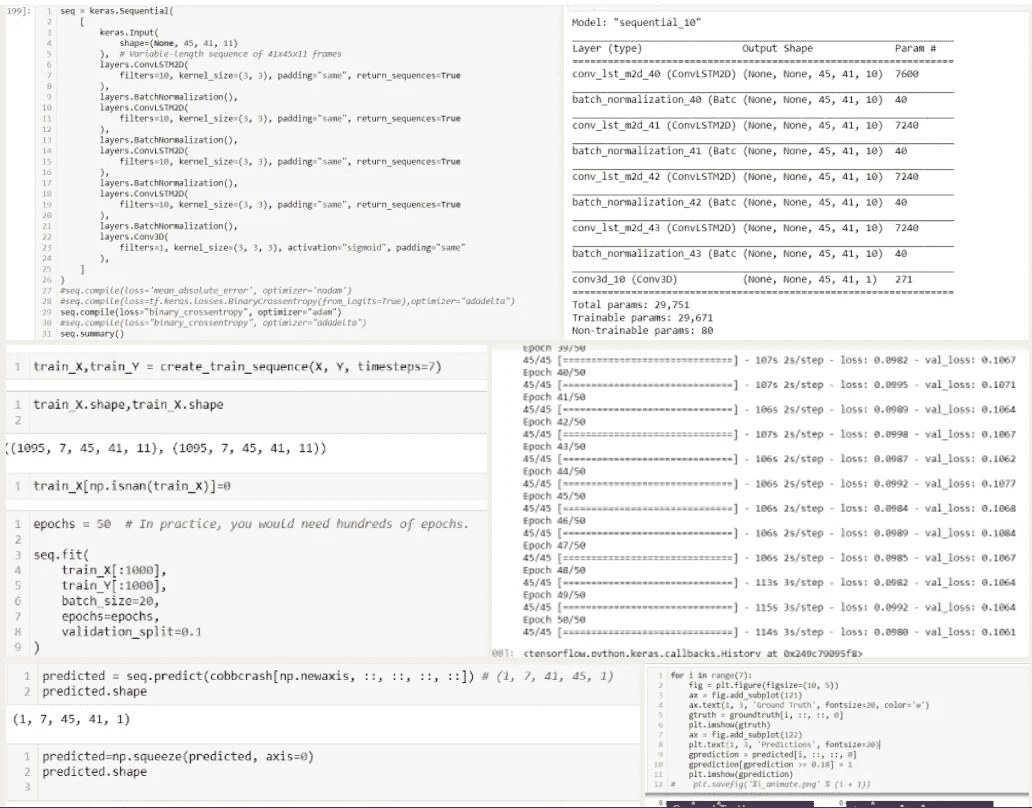 199]:
1 seq = keras.Sequential(
2 [
3 keras.Input(
4 shape=(None, 45, 41, 11)
5 ), # Variable-length sequence of 41x45x11 frames
6 layers.ConvLSTM2D(
7 filters=10, kernel_size=(3, 3), padding="same", return_sequences=True
8 ),
9 layers.BatchNormalization(),
10 layers.ConvLSTM2D(
11 filters=10, kernel_size=(3, 3), padding="same", return_sequences=True
12 ),
13 layers.BatchNormalization(),
14 layers.ConvLSTM2D(
15 filters=10, kernel_size=(3, 3), padding="same", return_sequences=True
16 ),
17 layers.BatchNormalization(),
18 layers.ConvLSTM2D(
19 filters=10, kernel_size=(3, 3), padding="same", return_sequences=True
20 ),
21 layers.BatchNormalization(),
22 layers.Conv3D(
23 filters=1, kernel_size=(3, 3, 3), activation="sigmoid", padding="same"
24 ),
25 ]
26 )
27 #seq.compile(loss='mean_absolute_error', optimizer='nadam')
28 #seq.compile(loss=tf.keras.losses.BinaryCrossentropy(from_logits=True),optimizer="adadelta")
29 seq.compile(loss="binary_crossentropy", optimizer="adam")
30 #seq.compile(loss="binary_crossentropy", optimizer="adadelta")
31 seq.summary()
Model: "sequential_10"
Layer (type) Output Shape Param #
conv_lst_m2d_40 (ConvLSTM2D) (None, None, 45, 41, 10) 7600
batch_normalization_40 (Batc (None, None, 45, 41, 10) 40
conv_lst_m2d_41 (ConvLSTM2D) (None, None, 45, 41, 10) 7240
batch_normalization_41 (Batc (None, None, 45, 41, 10) 40
conv_lst_m2d_42 (ConvLSTM2D) (None, None, 45, 41, 10) 7240
batch_normalization_42 (Batc (None, None, 45, 41, 10) 40
conv_lst_m2d_43 (ConvLSTM2D) (None, None, 45, 41, 10) 7240
batch_normalization_43 (Batc (None, None, 45, 41, 10) 40
conv3d_10 (Conv3D) (None, None, 45, 41, 1) 271
Total params: 29,751
Trainable params: 29,671
Non-trainable params: 80
1 train_X,train_Y = create_train_sequence(X, Y, timesteps=7)
1 train_X.shape,train_X.shape
2
((1095, 7, 45, 41, 11), (1095, 7, 45, 41, 11))
1 train_X[np.isnan(train_X)]=0
1 epochs = 50 # In practice, you would need hundreds of epochs.
2
3 seq.fit(
4 train_X[:1000],
5 train_Y[:1000],
6 batch_size=20,
7 epochs=epochs,
8 validation_split=0.1
9 )
Epoch 39/50
45/45 [==============================] - 107s 2s/step - loss: 0.0982 - val_loss: 0.1067
Epoch 40/50
45/45 [==============================] - 107s 2s/step - loss: 0.0995 - val_loss: 0.1071
Epoch 41/50
45/45 [==============================] - 106s 2s/step - loss: 0.0989 - val_loss: 0.1064
Epoch 42/50
45/45 [==============================] - 107s 2s/step - loss: 0.0998 - val_loss: 0.1067
Epoch 43/50
45/45 [==============================] - 106s 2s/step - loss: 0.0987 - val_loss: 0.1062
Epoch 44/50
45/45 [==============================] - 106s 2s/step - loss: 0.0992 - val_loss: 0.1077
Epoch 45/50
45/45 [==============================] - 106s 2s/step - loss: 0.0984 - val_loss: 0.1068
Epoch 46/50
45/45 [==============================] - 106s 2s/step - loss: 0.0989 - val_loss: 0.1084
Epoch 47/50
45/45 [==============================] - 106s 2s/step - loss: 0.0985 - val_loss: 0.1067
Epoch 48/50
45/45 [==============================] - 113s 3s/step - loss: 0.0982 - val_loss: 0.1064
Epoch 49/50
45/45 [==============================] - 115s 3s/step - loss: 0.0992 - val_loss: 0.1064
Epoch 50/50
45/45 [==============================] - 114s 3s/step - loss: 0.0980 - val_loss: 0.1061
<tensorflow.python.keras.callbacks.History at 0x249c79095f8>
1 predicted = seq.predict(cobbcrash[np.newaxis, ::, ::, ::, ::]) # (1, 7, 41, 45, 1)
2 predicted.shape
(1, 7, 45, 41, 1)
1 predicted=np.squeeze(predicted, axis=0)
2 predicted.shape
3
1 for i in range(7):
2 fig = plt.figure(figsize=(10, 5))
3 ax = fig.add_subplot(121)
4 ax.text(1, 3, 'Ground Truth', fontsize=20, color='w')
5 gtruth = groundtruth[i, ::, ::, 0]
6 plt.imshow(gtruth)
7 ax = fig.add_subplot(122)
8 plt.text(1, 3, 'Predictions', fontsize=20)
9 gprediction = predicted[i, ::, ::, 0]
10 gprediction[gprediction >= 0.18] = 1
11 plt.imshow(gprediction)
12 # plt.savefig('%i_animate.png' % (i + 1))